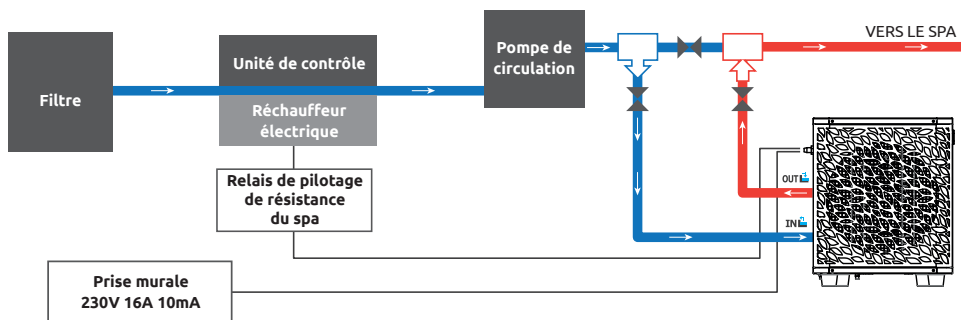 Filtre
Unité de contrôle
Réchauffeur
électrique
Relais de pilotage
de résistance
du spa
Prise murale
230V 16A 10mA
Pompe de
circulation
VERS LE SPA
OUT
IN